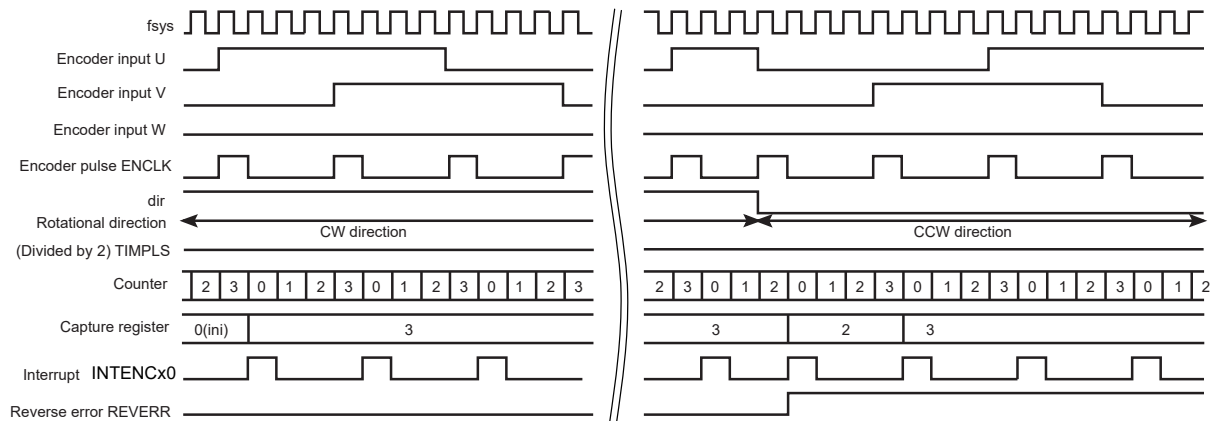 fsys
Encoder input U
Encoder input V
Encoder input W
Encoder pulse ENCLK
dir
Rotational direction
CW direction
CCW direction
(Divided by 2) TIMPLS
Counter 2 3 0 1 2 3 0 1 2 3 0 1 2 3 2 3 0 1 2 0 1 2 3 0 1 2 3 0 1 2 3 0 1 2
Capture register 0(ini) 3 3 2 3
Interrupt INTENCx0
Reverse error REVERR